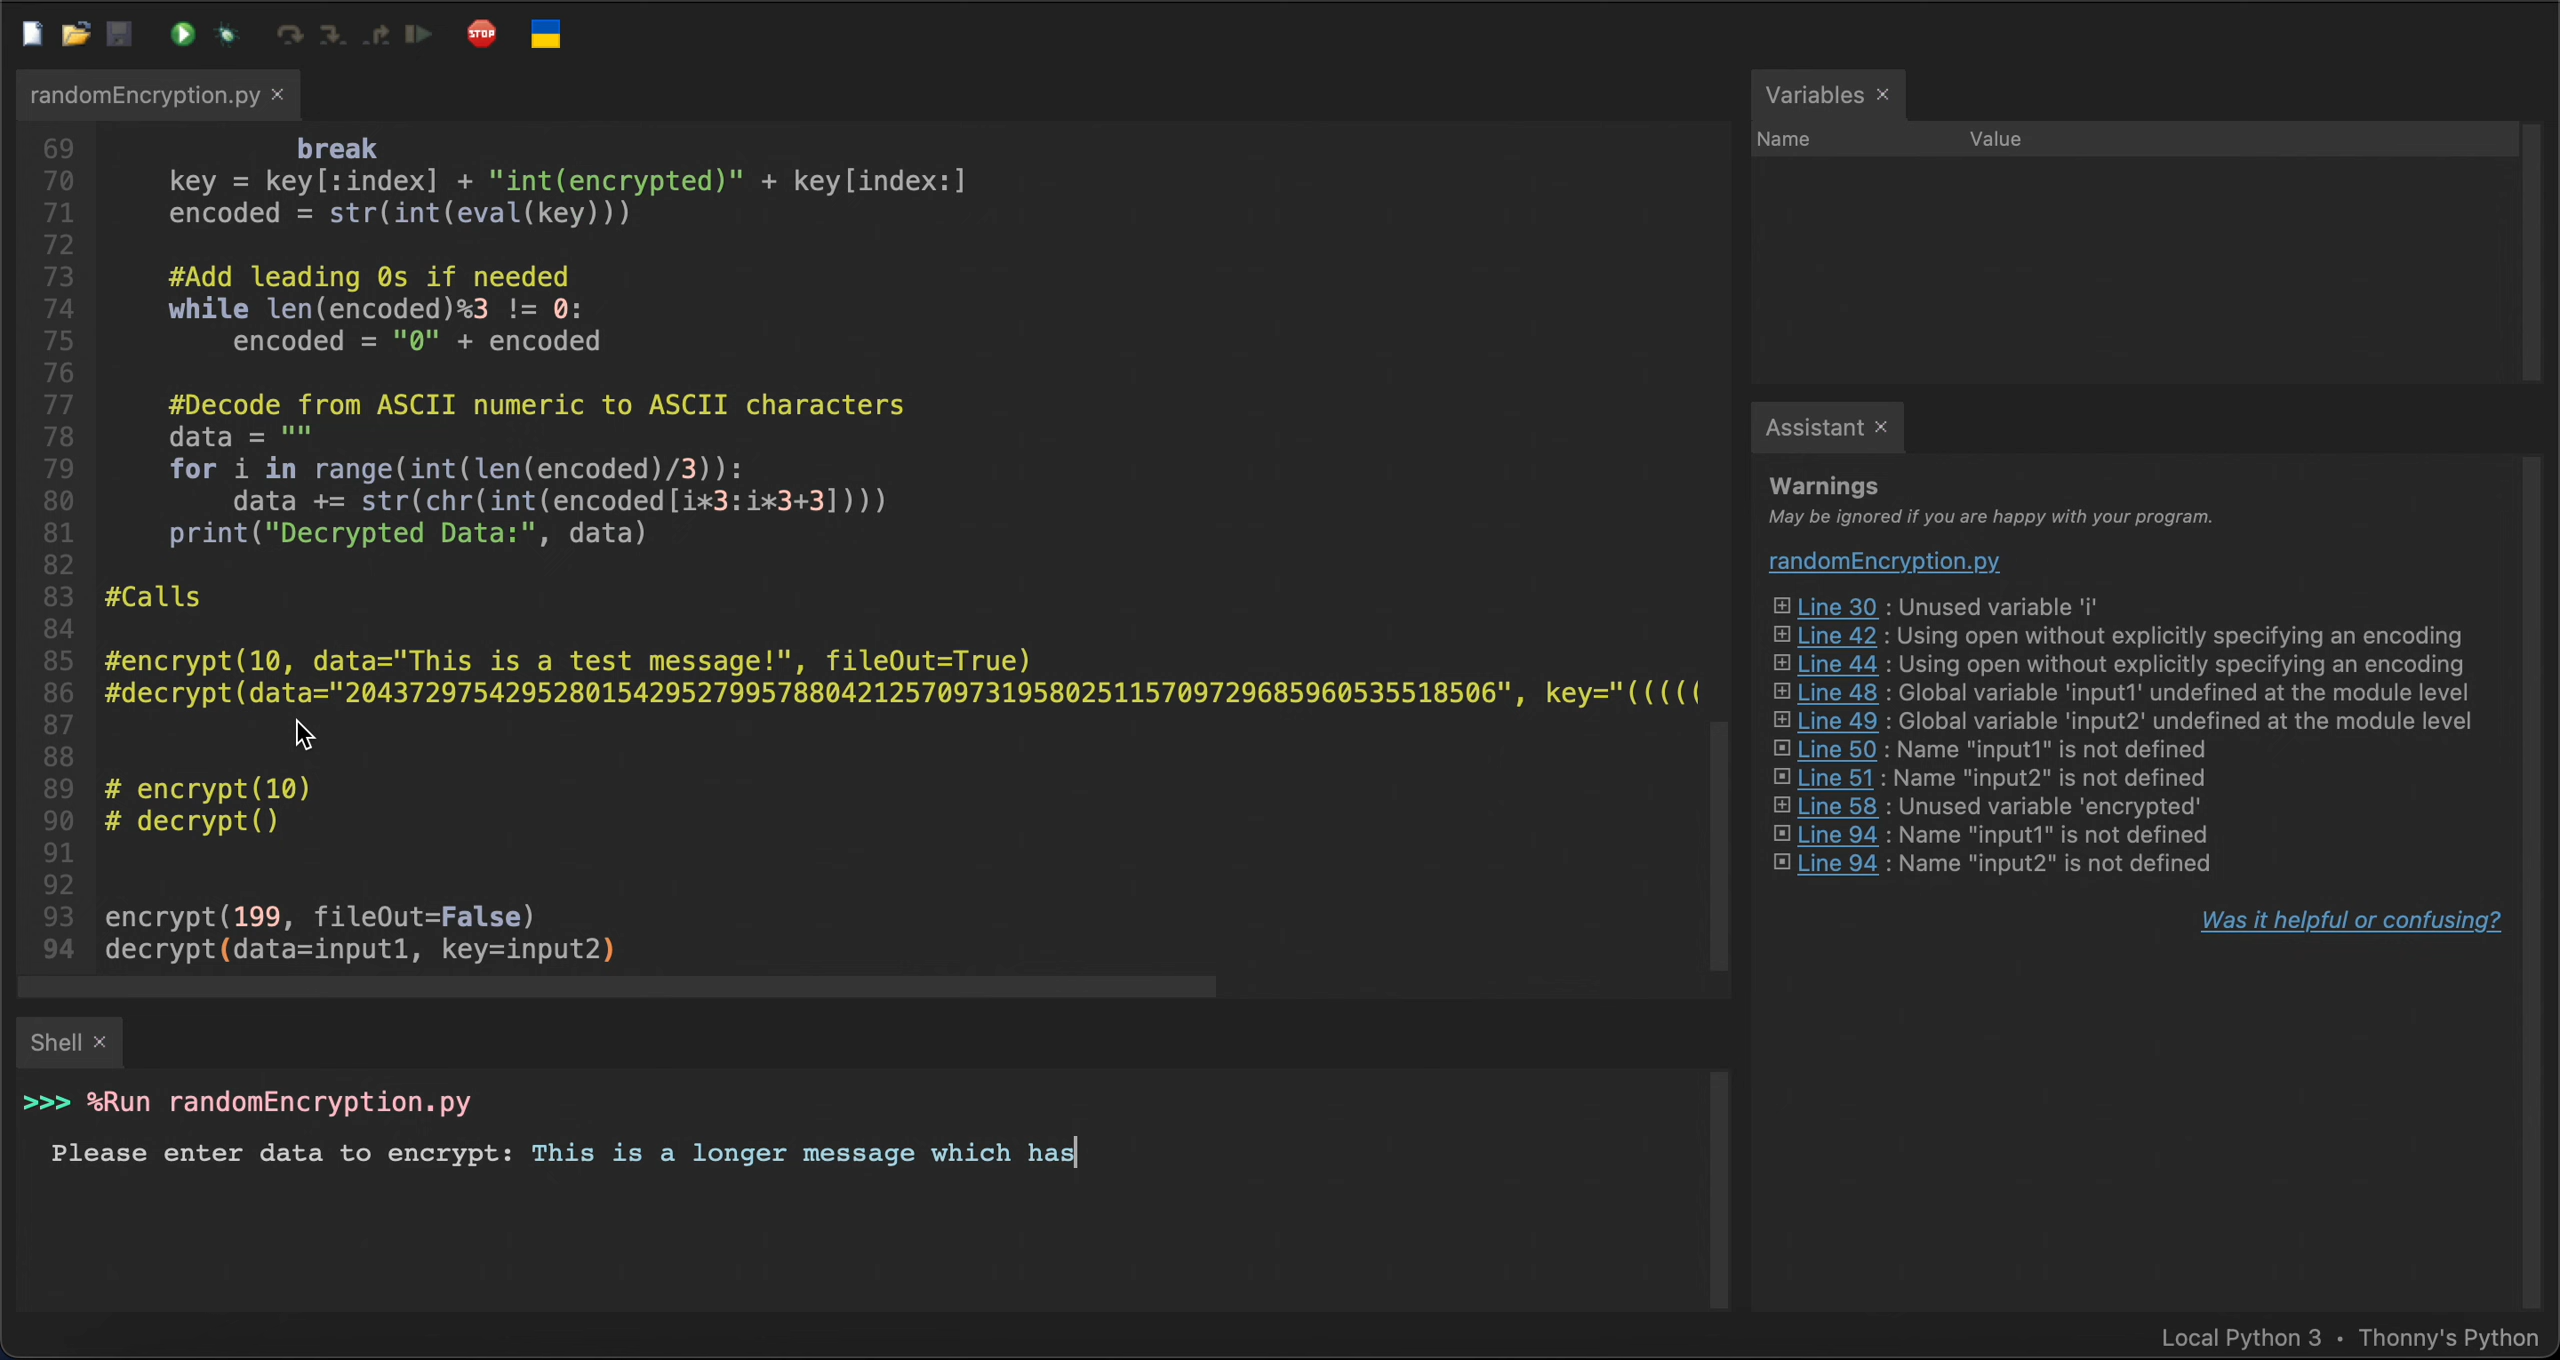 STOP
randomEncryption.py ×
69 break
70 key = key[:index] + "int(encrypted)" + key[index:]
71 encoded = str(int(eval(key)))
72
73 #Add leading 0s if needed
74 while len(encoded)%3 != 0:
75 encoded = "0" + encoded
76
77 #Decode from ASCII numeric to ASCII characters
78 data = ""
79 for i in range(int(len(encoded)/3)):
80 data += str(chr(int(encoded[i*3:i*3+3])))
81 print("Decrypted Data:", data)
82
83 #Calls
84
85 #encrypt(10, data="This is a test message!", fileOut=True)
86 #decrypt(data="204372975429528015429527995788042125709731958025115709729685960535518506", key="(((((
87
88
89 # encrypt(10)
90 # decrypt()
91
92
93 encrypt(199, fileOut=False)
94 decrypt(data=input1, key=input2)
Shell ×
>>> %Run randomEncryption.py
Please enter data to encrypt: This is a longer message which has
Variables ×
Name Value
Assistant ×
Warnings
May be ignored if you are happy with your program.
randomEncryption.py
Line 30 : Unused variable 'i'
Line 42 : Using open without explicitly specifying an encoding
Line 44 : Using open without explicitly specifying an encoding
Line 48 : Global variable 'input1' undefined at the module level
Line 49 : Global variable 'input2' undefined at the module level
Line 50 : Name "input1" is not defined
Line 51 : Name "input2" is not defined
Line 58 : Unused variable 'encrypted'
Line 94 : Name "input1" is not defined
Line 94 : Name "input2" is not defined
Was it helpful or confusing?
Local Python 3 • Thonny's Python